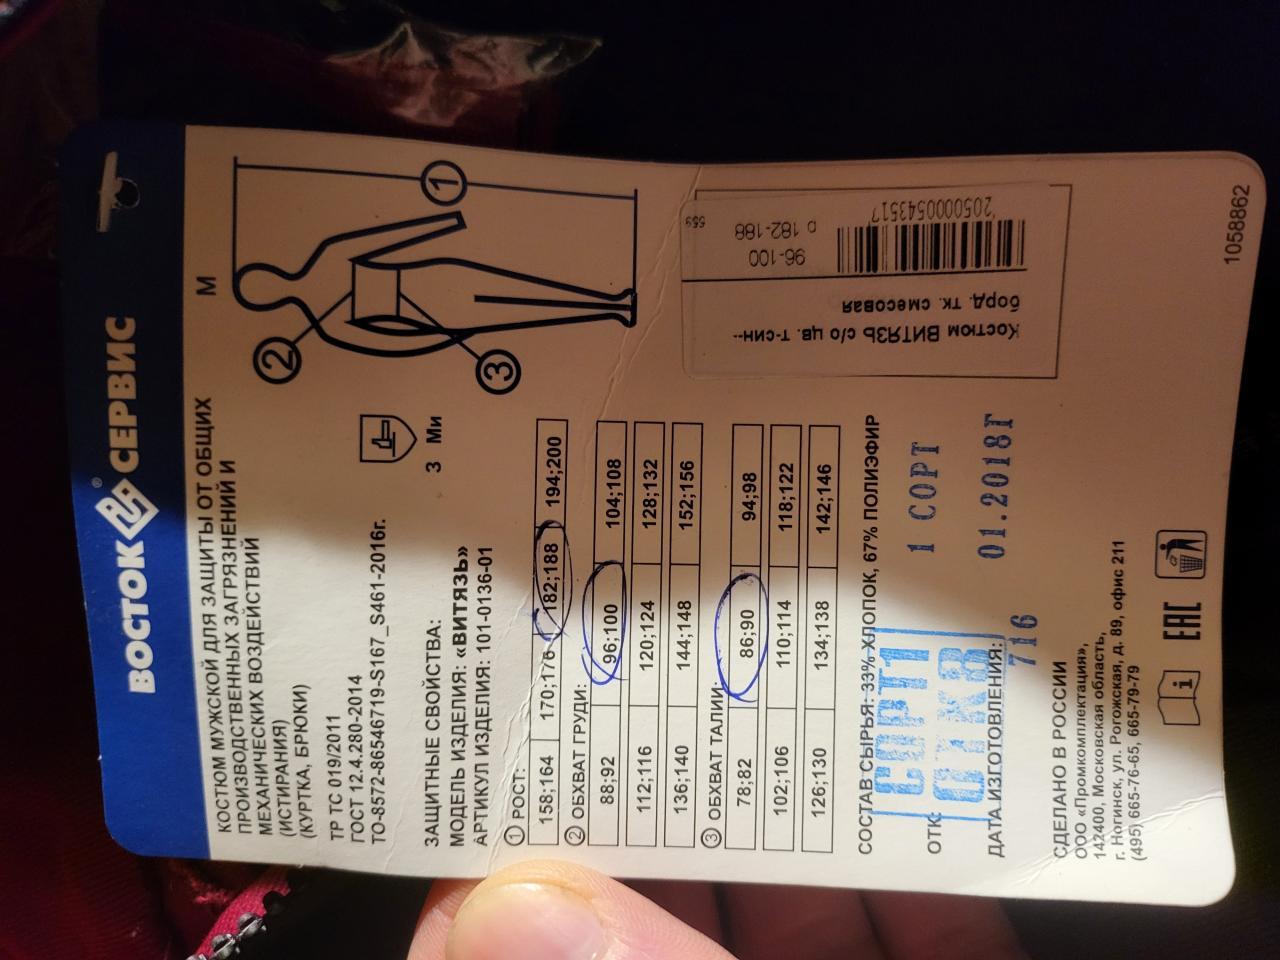 ВОСТОК СЕРВИС
®
КОСТЮМ МУЖСКОЙ ДЛЯ ЗАЩИТЫ ОТ ОБЩИХ
ПРОИЗВОДСТВЕННЫХ ЗАГРЯЗНЕНИЙ И
МЕХАНИЧЕСКИХ ВОЗДЕЙСТВИЙ
(ИСТИРАНИЯ)
(КУРТКА, БРЮКИ)
М
ТР ТС 019/2011
ГОСТ 12.4.280-2014
ТО-8572-86546719-S167_S461-2016г.
ЗАЩИТНЫЕ СВОЙСТВА:
З Ми
МОДЕЛЬ ИЗДЕЛИЯ: «ВИТЯЗЬ»
АРТИКУЛ ИЗДЕЛИЯ: 101-0136-01
1 РОСТ:
158;164 170;176 182;188 194;200
2 ОБХВАТ ГРУДИ:
88;92 96;100 104;108
112;116 120;124 128;132
136;140 144;148 152;156
3 ОБХВАТ ТАЛИИ:
78;82 86;90 94;98
102;106 110;114 118;122
126;130 134;138 142;146
СОСТАВ СЫРЬЯ: 33% ХЛОПОК, 67% ПОЛИЭФИР
ОТК:
СОРТ1
1 СОРТ
ДАТА ИЗГОТОВЛЕНИЯ:
01.2018Г
716
СДЕЛАНО В РОССИИ
ООО «Промкомплектация»,
142400, Московская область,
г. Ногинск, ул. Рогожская, д. 89, офис 211
(495) 665-76-65, 665-79-79
i
EAC
1
2
3
Костюм ВИТЯЗЬ с/о цв. т-син--
борд. тк. смесовая
96-100
р 182-188
559
2050000543517
1058862